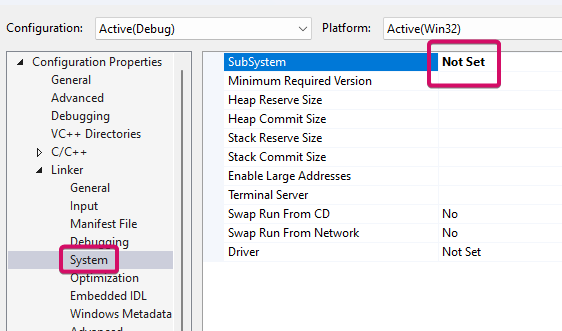 Configuration: Active(Debug) Platform: Active(Win32)
Configuration Properties
General
Advanced
Debugging
VC++ Directories
C/C++
Linker
General
Input
Manifest File
Debugging
System
Optimization
Embedded IDL
Windows Metadata
Advanced
SubSystem Not Set
Minimum Required Version
Heap Reserve Size
Heap Commit Size
Stack Reserve Size
Stack Commit Size
Enable Large Addresses
Terminal Server
Swap Run From CD No
Swap Run From Network No
Driver Not Set